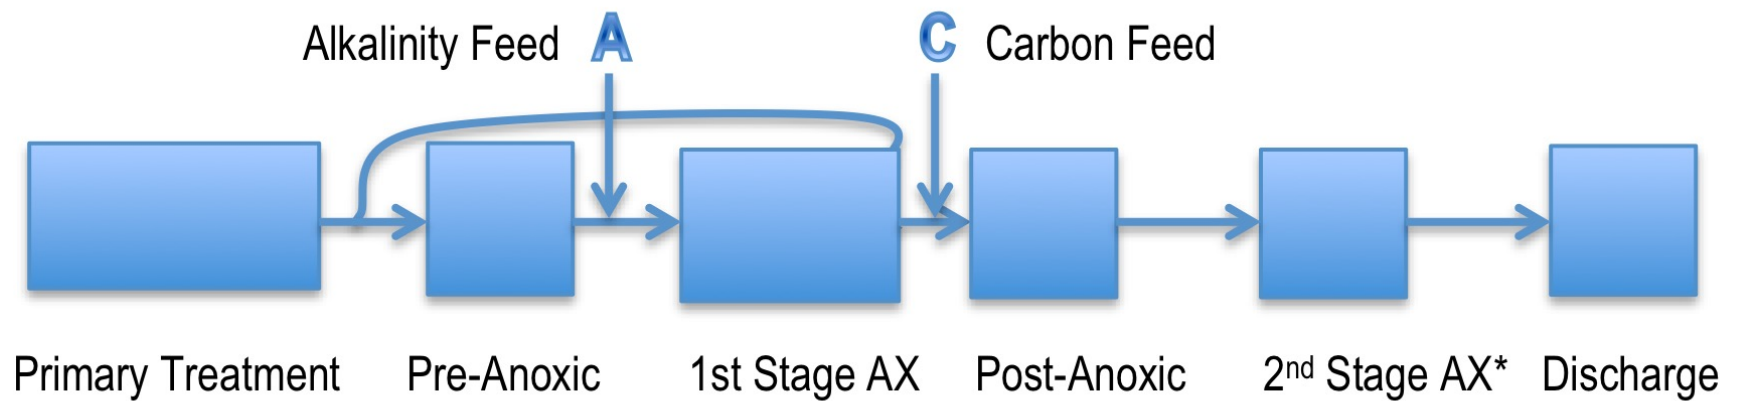 Alkalinity Feed A C Carbon Feed
Primary Treatment Pre-Anoxic 1st Stage AX Post-Anoxic 2nd Stage AX* Discharge